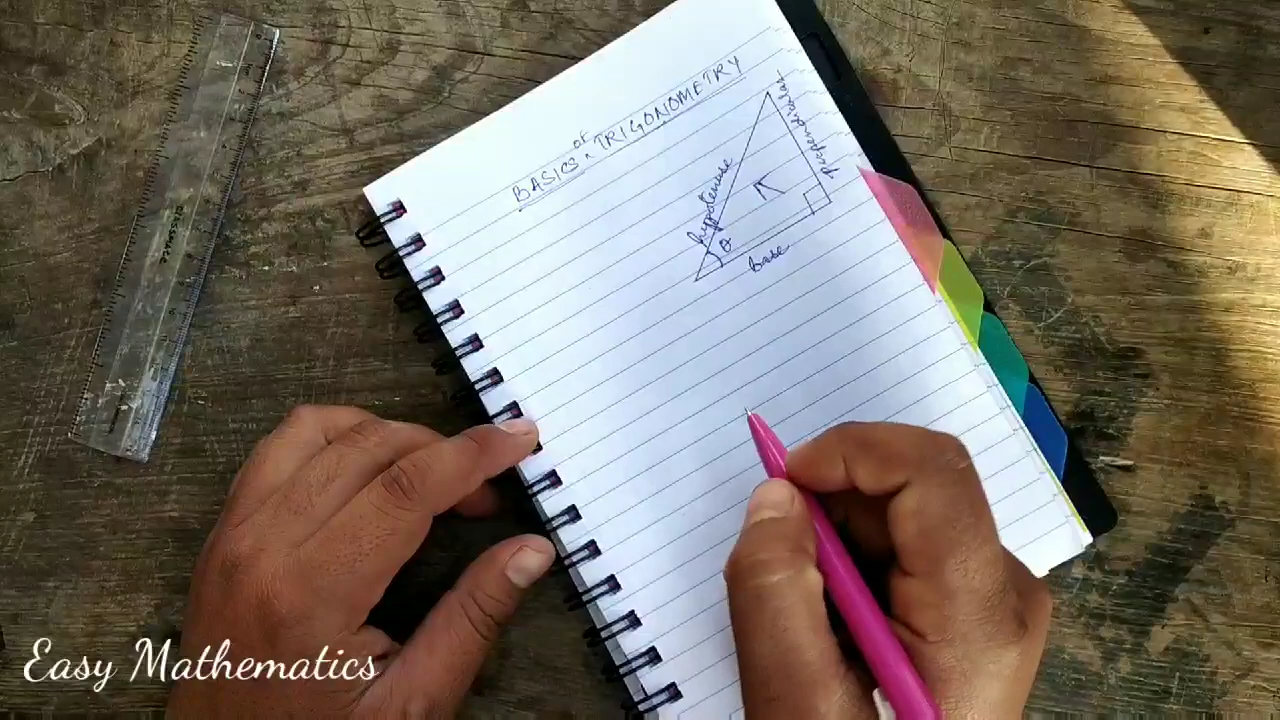 BASICS OF TRIGONOMETRY
hypotenuse
perpendicular
θ
Base
Easy Mathematics